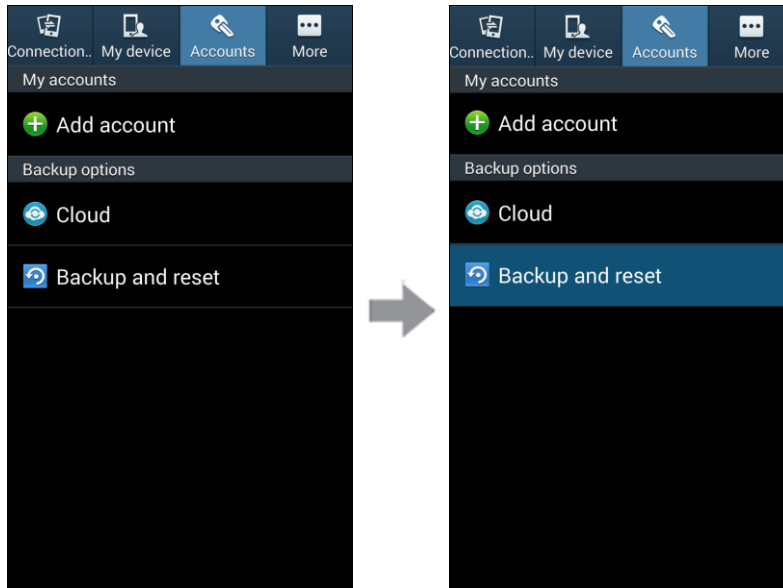 Connection.. My device Accounts More
My accounts
Add account
Backup options
Cloud
Backup and reset
Connection.. My device Accounts More
My accounts
Add account
Backup options
Cloud
Backup and reset